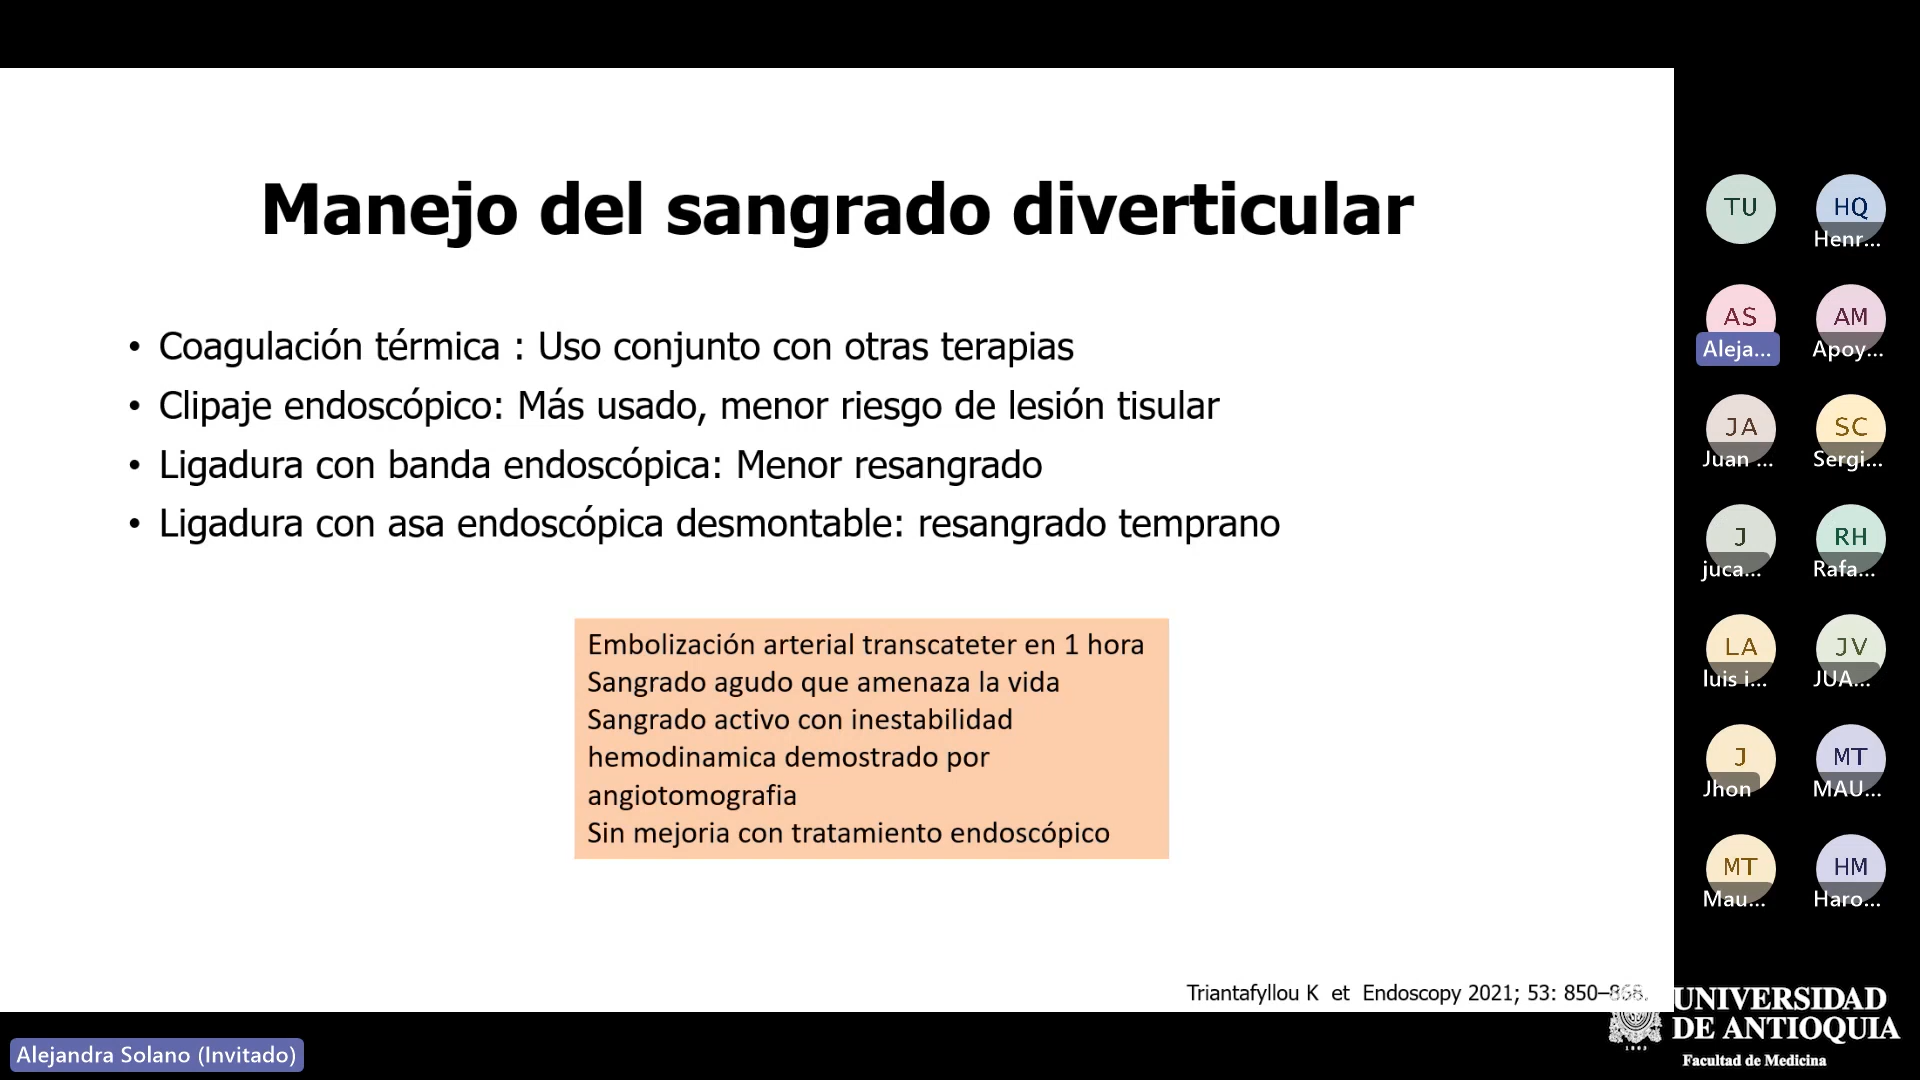 Manejo del sangrado diverticular
• Coagulación térmica : Uso conjunto con otras terapias
• Clipaje endoscópico: Más usado, menor riesgo de lesión tisular
• Ligadura con banda endoscópica: Menor resangrado
• Ligadura con asa endoscópica desmontable: resangrado temprano
Embolización arterial transcateter en 1 hora
Sangrado agudo que amenaza la vida
Sangrado activo con inestabilidad
hemodinamica demostrado por
angiotomografia
Sin mejoria con tratamiento endoscópico
Triantafyllou K et Endoscopy 2021; 53: 850–868.
TU
HQ
Henr...
AS
Aleja...
AM
Apoy...
JA
Juan ...
SC
Sergi...
J
juca...
RH
Rafa...
LA
luis i...
JV
JUA...
J
Jhon
MT
MAU...
MT
Mau...
HM
Haro...
UNIVERSIDAD
DE ANTIOQUIA
1803
Facultad de Medicina
Alejandra Solano (Invitado)